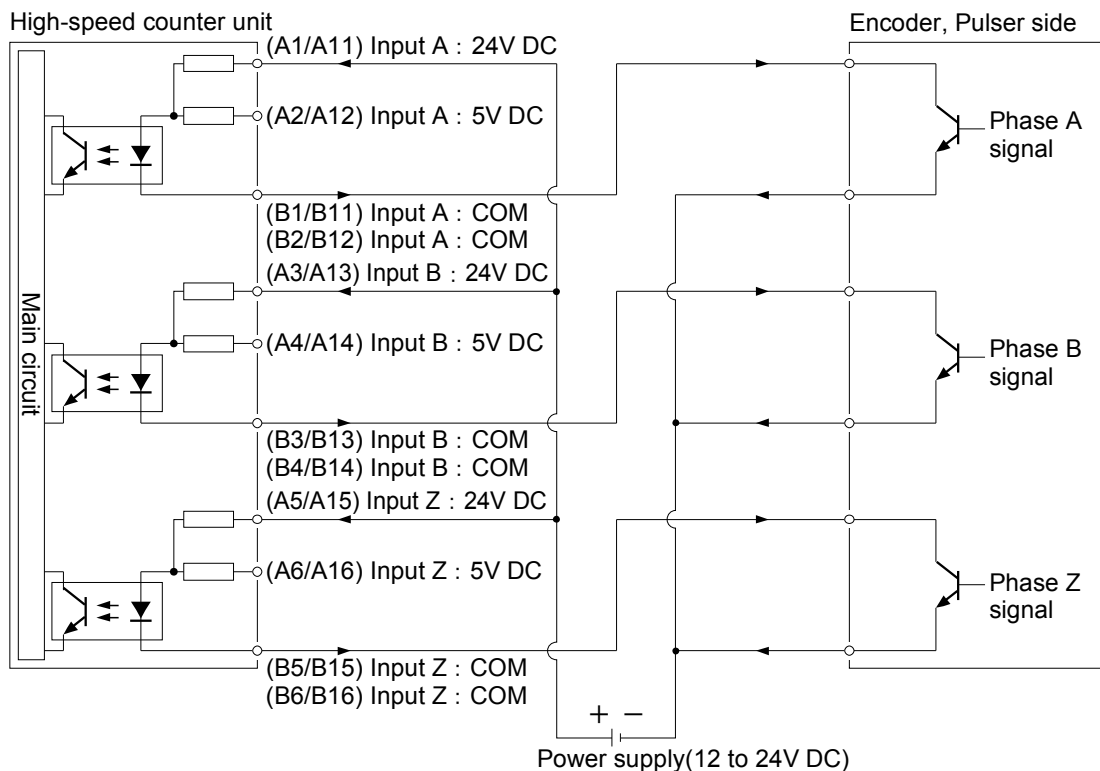 High-speed counter unit
Encoder, Pulser side
(A1/A11) Input A : 24V DC
(A2/A12) Input A : 5V DC
Phase A
signal
(B1/B11) Input A : COM
(B2/B12) Input A : COM
(A3/A13) Input B : 24V DC
Main circuit
(A4/A14) Input B : 5V DC
Phase B
signal
(B3/B13) Input B : COM
(B4/B14) Input B : COM
(A5/A15) Input Z : 24V DC
(A6/A16) Input Z : 5V DC
Phase Z
signal
(B5/B15) Input Z : COM
(B6/B16) Input Z : COM
+ −
Power supply(12 to 24V DC)